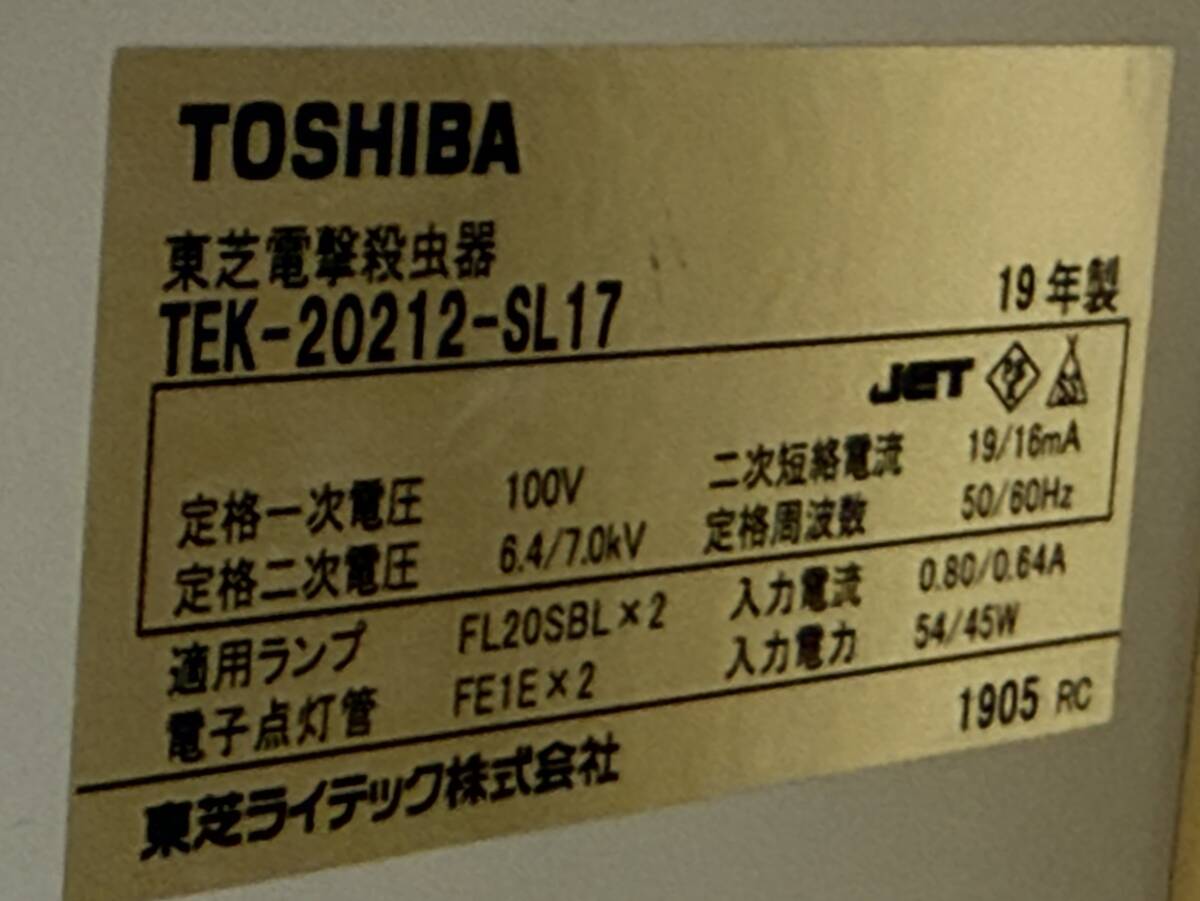 TOSHIBA
東芝電撃殺虫器
TEK-20212-SL17
19年製
JET
定格一次電圧 100V 二次短絡電流 19/16mA
定格二次電圧 6.4/7.0kV 定格周波数 50/60Hz
適用ランプ FL20SBL×2 入力電流 0.80/0.64A
電子点灯管 FE1E×2 入力電力 54/45W
東芝ライテック株式会社 1905 RC